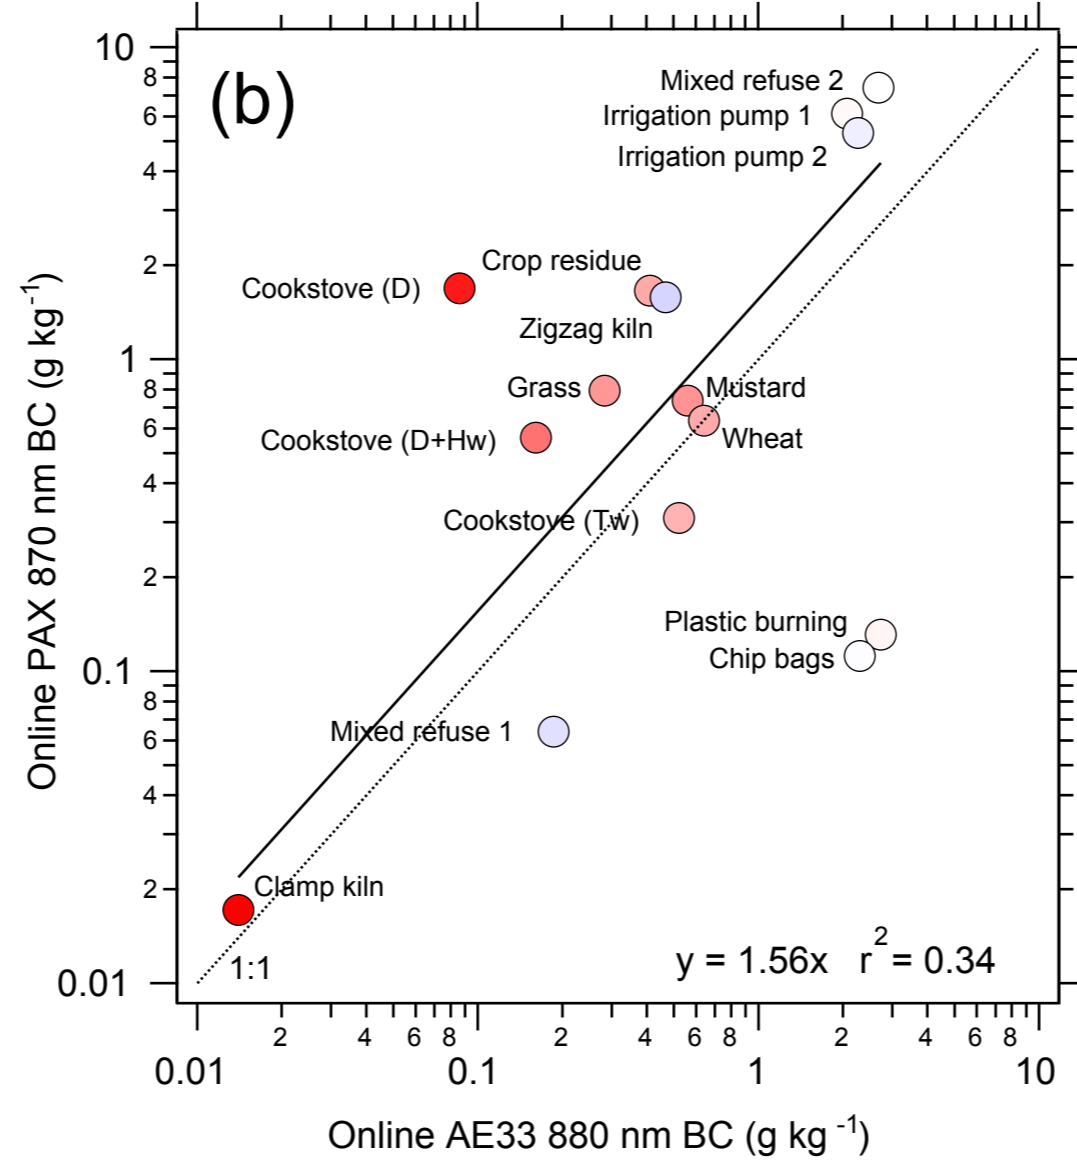 (b)
10
8
6
4
2
1
8
6
4
2
0.1
8
6
4
2
0.01
Online PAX 870 nm BC (g kg⁻¹)
Mixed refuse 2
Irrigation pump 1
Irrigation pump 2
Crop residue
Cookstove (D)
Zigzag kiln
Grass
Mustard
Cookstove (D+Hw)
Wheat
Cookstove (Tw)
Plastic burning
Chip bags
Mixed refuse 1
Clamp kiln
1:1
y = 1.56x r² = 0.34
2 4 6 8 2 4 6 8 2 4 6 8
0.01 0.1 1 10
Online AE33 880 nm BC (g kg ⁻¹)